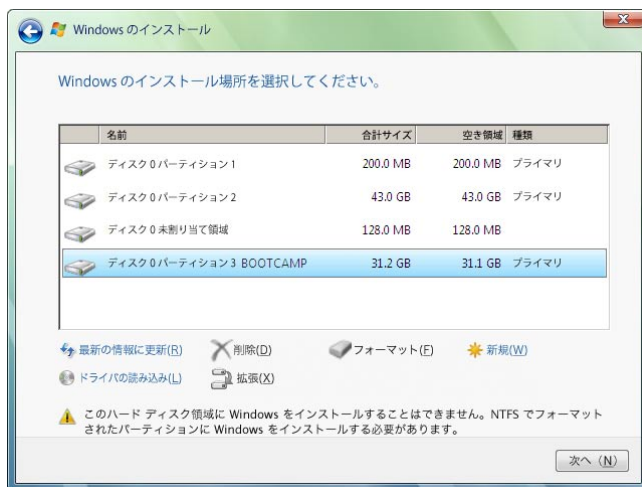 Windows のインストール
Windows のインストール場所を選択してください。
名前 合計サイズ 空き領域 種類
ディスク 0 パーティション 1 200.0 MB 200.0 MB プライマリ
ディスク 0 パーティション 2 43.0 GB 43.0 GB プライマリ
ディスク 0 未割り当て領域 128.0 MB 128.0 MB
ディスク 0 パーティション 3 BOOTCAMP 31.2 GB 31.1 GB プライマリ
最新の情報に更新(R) 削除(D) フォーマット(F) 新規(W)
ドライバの読み込み(L) 拡張(X)
このハード ディスク領域に Windows をインストールすることはできません。NTFS でフォーマット
されたパーティションに Windows をインストールする必要があります。
次へ (N)